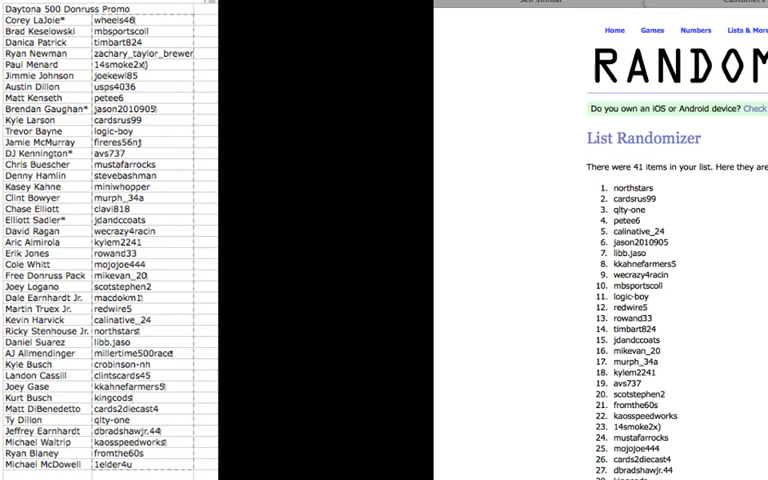 Daytona 500 Donruss Promo
Corey LaJoie* wheels46
Brad Keselowski mbsportscoll
Danica Patrick timbart824
Ryan Newman zachary_taylor_brewer
Paul Menard 14smoke2x)
Jimmie Johnson joekewl85
Austin Dillon usps4036
Matt Kenseth petee6
Brendan Gaughan* jason2010905
Kyle Larson cardsrus99
Trevor Bayne logic-boy
Jamie McMurray fireres56nj
DJ Kennington* avs737
Chris Buescher mustafarrocks
Denny Hamlin stevebashman
Kasey Kahne miniwhopper
Clint Bowyer murph_34a
Chase Elliott clavi818
Elliott Sadler* jdandccoats
David Ragan wecrazy4racin
Aric Almirola kylem2241
Erik Jones rowand33
Cole Whitt mojojoe444
Free Donruss Pack mikevan_20
Joey Logano scotstephen2
Dale Earnhardt Jr. macdokm1
Martin Truex Jr. redwire5
Kevin Harvick calinative_24
Ricky Stenhouse Jr. northstars
Daniel Suarez libb.jaso
AJ Allmendinger millertime500race
Kyle Busch crobinson-nh
Landon Cassill clintscards45
Joey Gase kkahnefarmers5
Kurt Busch kingcods
Matt DiBenedetto cards2diecast4
Ty Dillon qlty-one
Jeffrey Earnhardt dbradshawjr.44
Michael Waltrip kaosspeedworks
Ryan Blaney fromthe60s
Michael McDowell 1elder4u
Home Games Numbers Lists & More
RANDOM
Do you own an iOS or Android device? Check
List Randomizer
There were 41 items in your list. Here they are
1. northstars
2. cardsrus99
3. qlty-one
4. petee6
5. calinative_24
6. jason2010905
7. libb.jaso
8. kkahnefarmers5
9. wecrazy4racin
10. mbsportscoll
11. logic-boy
12. redwire5
13. rowand33
14. timbart824
15. jdandccoats
16. mikevan_20
17. murph_34a
18. kylem2241
19. avs737
20. scotstephen2
21. fromthe60s
22. kaosspeedworks
23. 14smoke2x)
24. mustafarrocks
25. mojojoe444
26. cards2diecast4
27. dbradshawjr.44